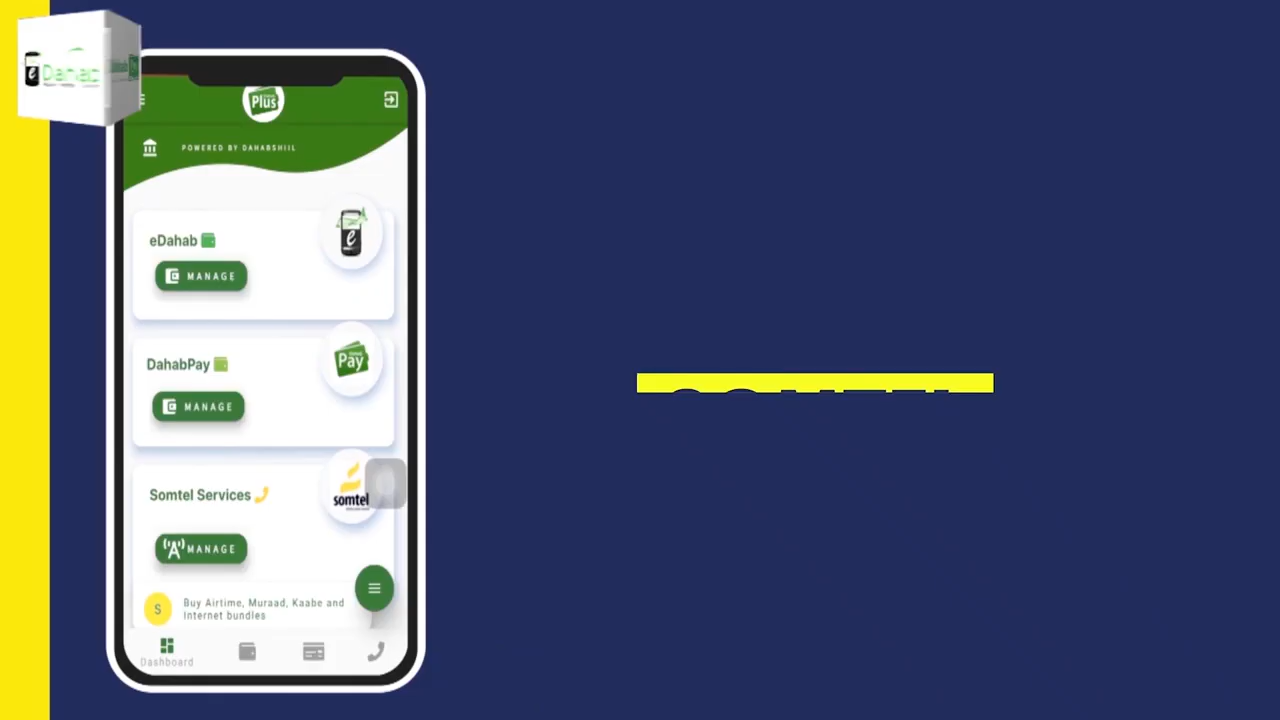 Plus
POWERED BY DAHABSHIIL
eDahab
MANAGE
DahabPay
Pay
MANAGE
Somtel Services
somtel
MANAGE
S
Buy Airtime, Muraad, Kaabe and
Internet bundles
Dashboard